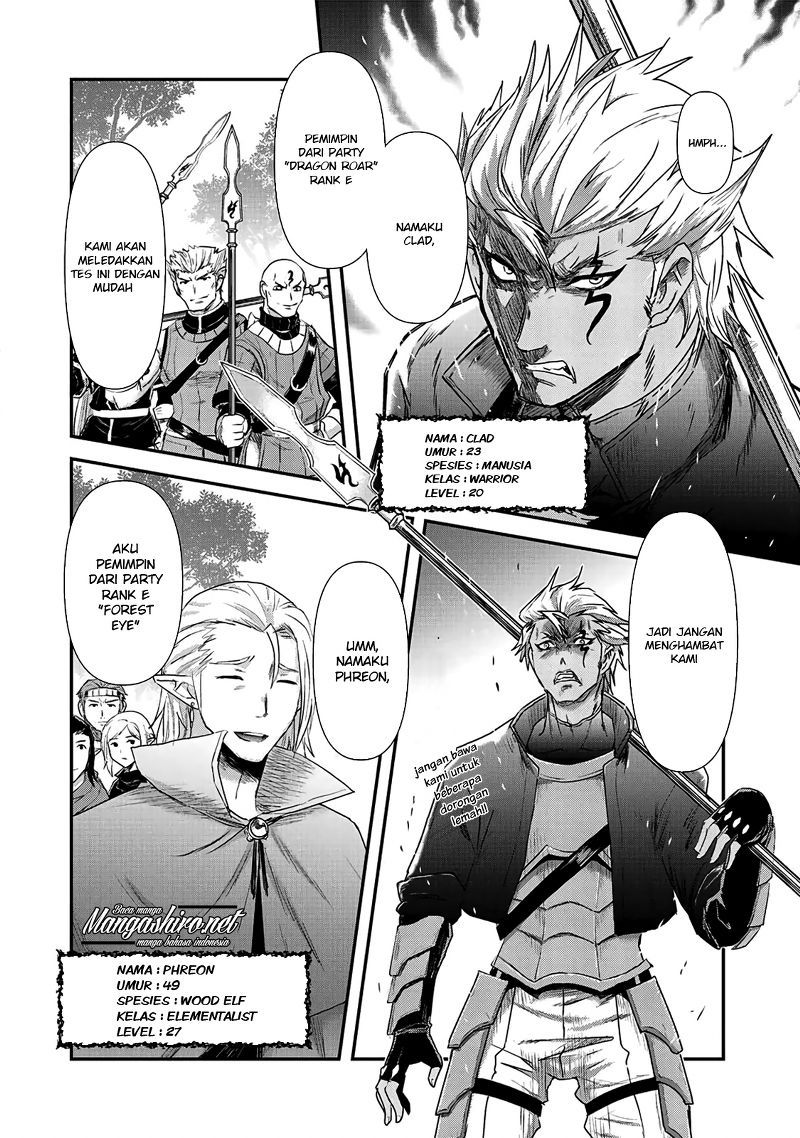 HMPH...
NAMAKU
CLAD,
PEMIMPIN
DARI PARTY
"DRAGON ROAR"
RANK E
KAMI AKAN
MELEDAKKAN
TES INI DENGAN
MUDAH
NAMA : CLAD
UMUR : 23
SPESIES : MANUSIA
KELAS : WARRIOR
LEVEL : 20
JADI JANGAN
MENGHAMBAT
KAMI
jangan bawa
kami untuk
beberapa
dorongan
lemah!!
UMM,
NAMAKU
PHREON,
AKU
PEMIMPIN
DARI PARTY
RANK E
"FOREST
EYE"
Baca manga
Mangashiro.net
manga bahasa indonesia
NAMA : PHREON
UMUR : 49
SPESIES : WOOD ELF
KELAS : ELEMENTALIST
LEVEL : 27